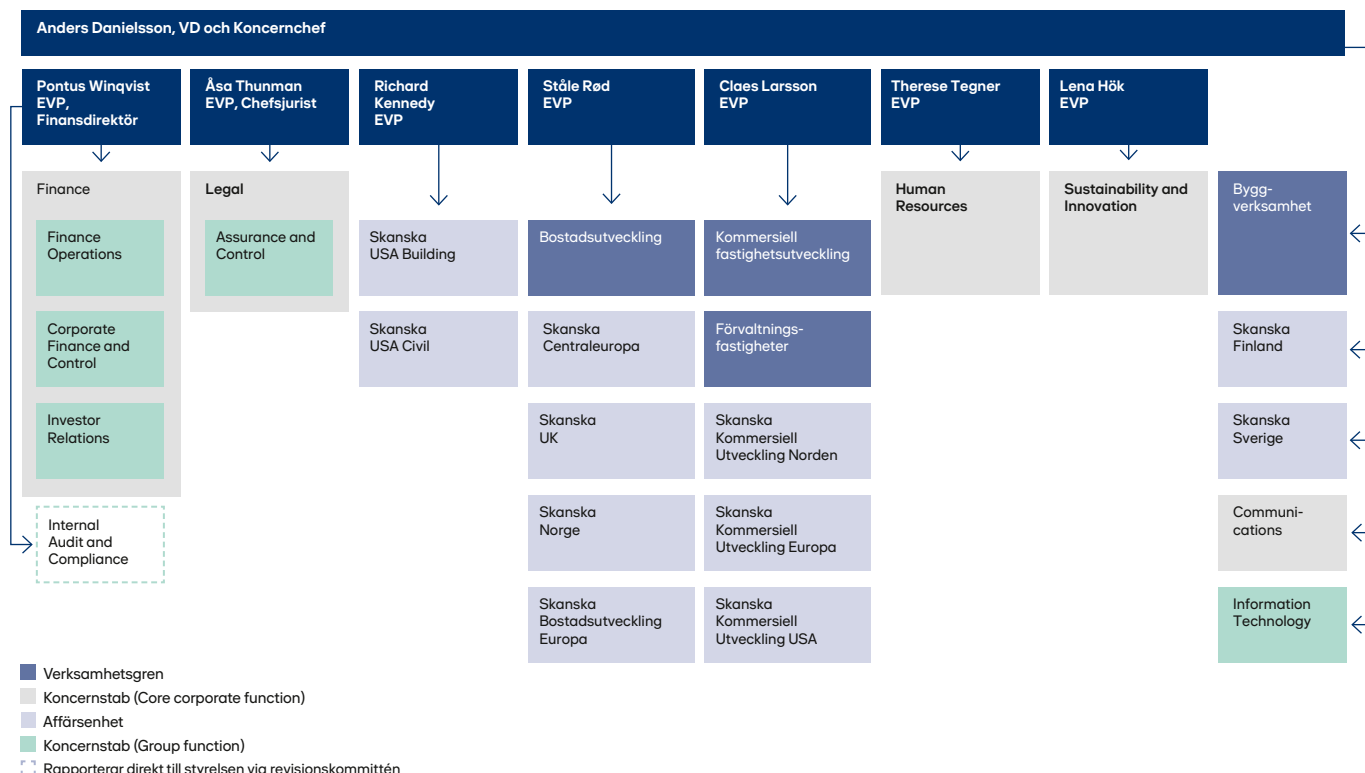 Anders Danielsson, VD och Koncernchef
Pontus Winqvist
EVP,
Finansdirektör
Åsa Thunman
EVP, Chefsjurist
Richard
Kennedy
EVP
Ståle Rød
EVP
Claes Larsson
EVP
Therese Tegner
EVP
Lena Hök
EVP
Finance
Finance
Operations
Corporate
Finance and
Control
Investor
Relations
Internal
Audit and
Compliance
Legal
Assurance and
Control
Skanska
USA Building
Skanska
USA Civil
Bostadsutveckling
Skanska
Centraleuropa
Skanska
UK
Skanska
Norge
Skanska
Bostadsutveckling
Europa
Kommersiell
fastighetsutveckling
Förvaltnings-
fastigheter
Skanska
Kommersiell
Utveckling Norden
Skanska
Kommersiell
Utveckling Europa
Skanska
Kommersiell
Utveckling USA
Human
Resources
Sustainability and
Innovation
Bygg-
verksamhet
Skanska
Finland
Skanska
Sverige
Communi-
cations
Information
Technology
Verksamhetsgren
Koncernstab (Core corporate function)
Affärsenhet
Koncernstab (Group function)
Rapporterar direkt till styrelsen via revisionskommittén